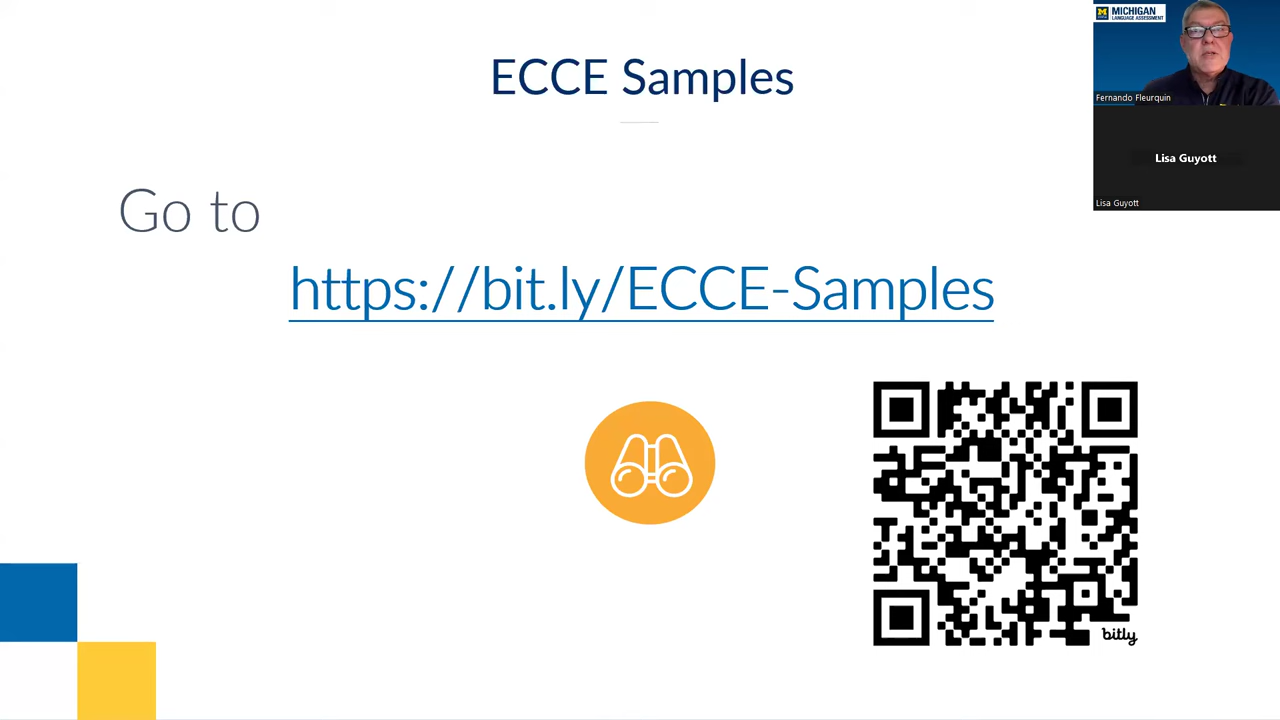 ECCE Samples
Go to
https://bit.ly/ECCE-Samples
bitly
M MICHIGAN
LANGUAGE ASSESSMENT
Fernando Fleurquin
Lisa Guyott
Lisa Guyott